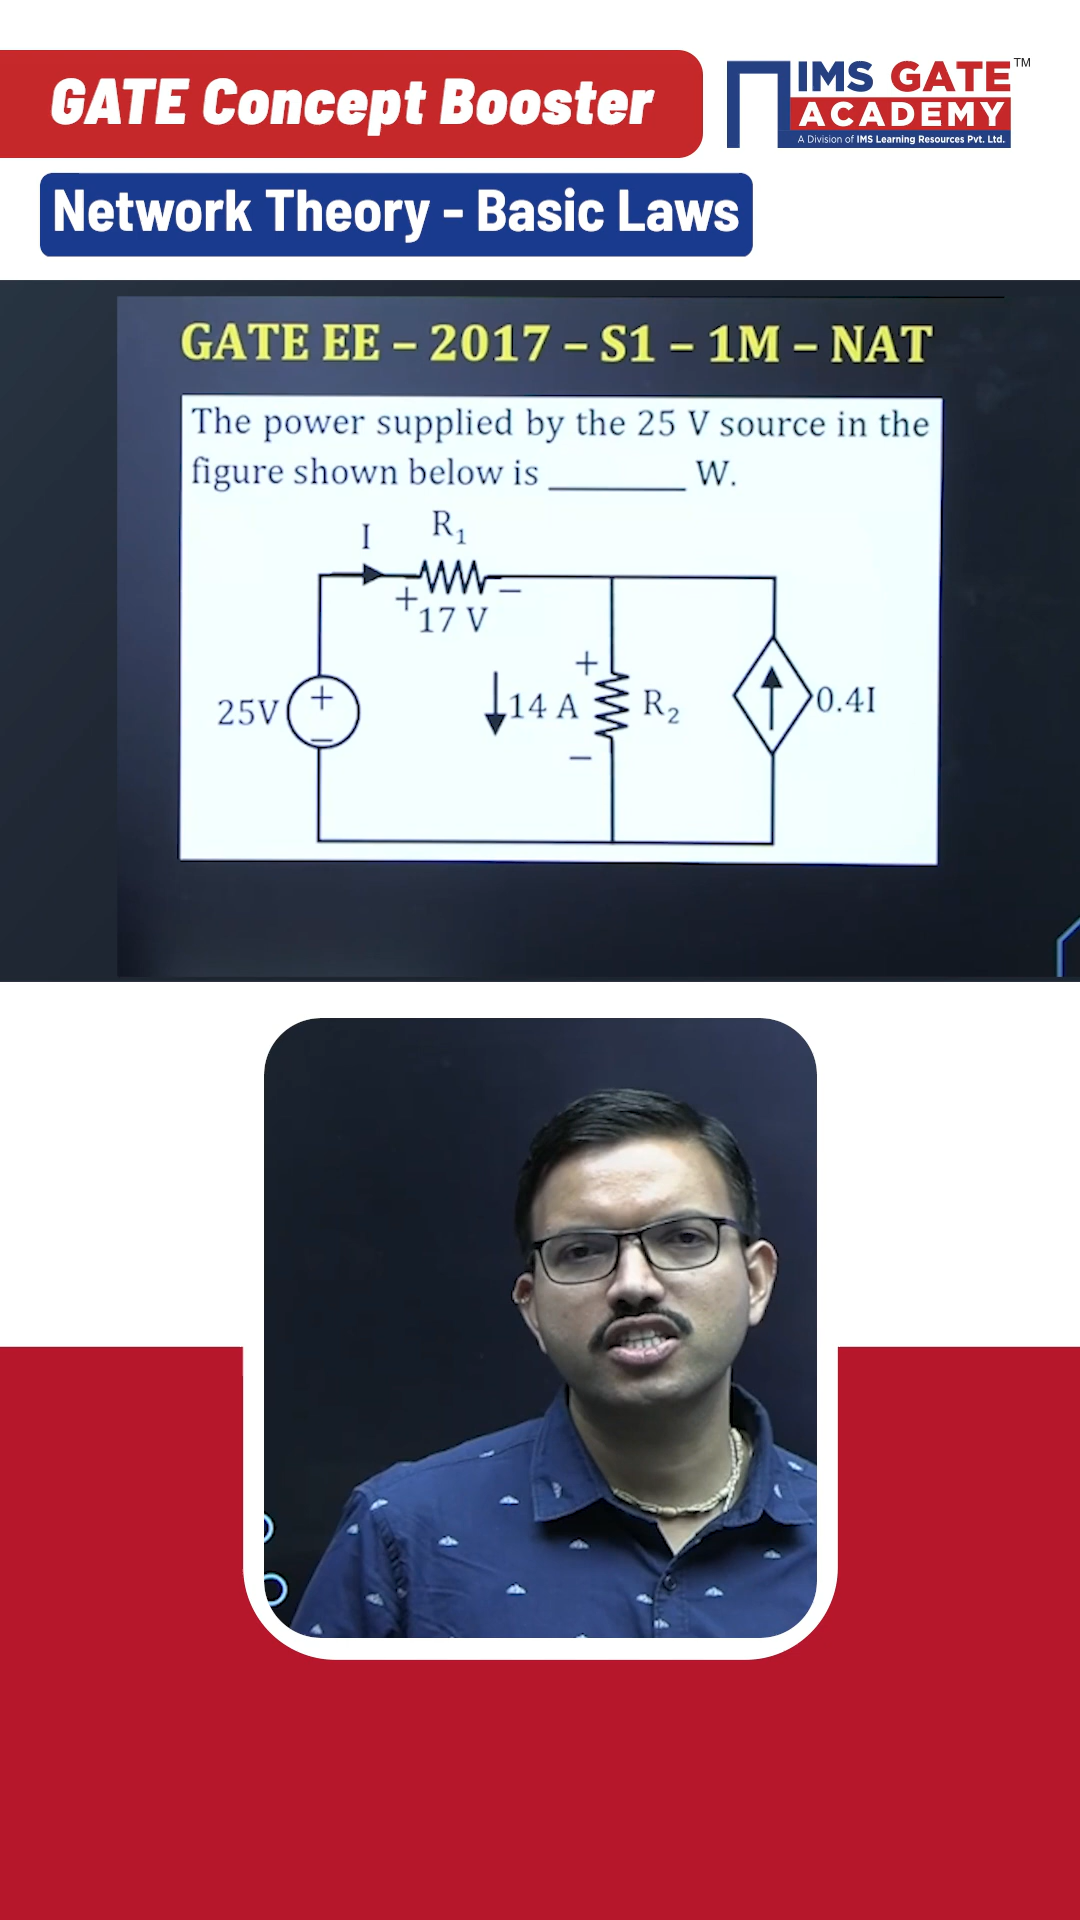 GATE Concept Booster
IMS GATE™
ACADEMY
A Division of IMS Learning Resources Pvt. Ltd.
Network Theory - Basic Laws
GATE EE – 2017 – S1 – 1M – NAT
The power supplied by the 25 V source in the
figure shown below is ________ W.
I
R₁
+ –
17 V
25V
+
–
14 A
+
–
R₂
0.4I